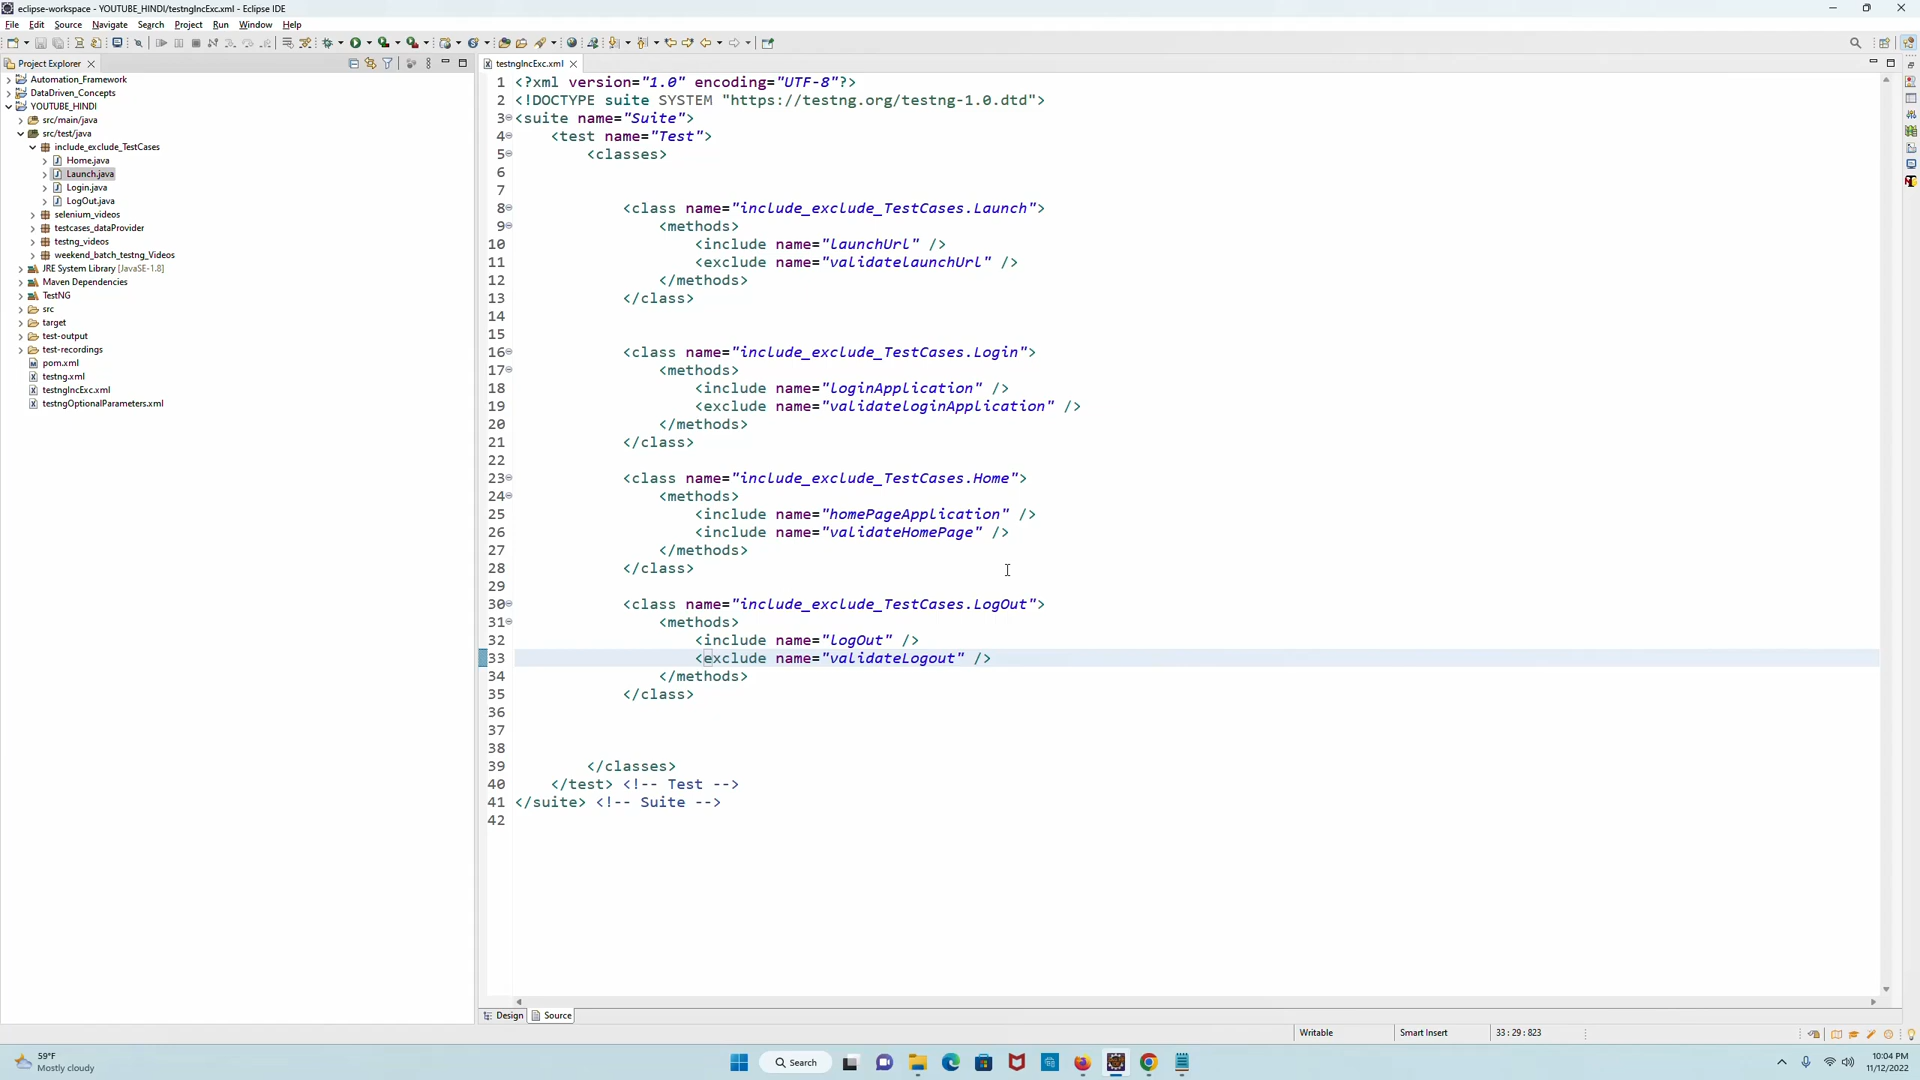 eclipse-workspace - YOUTUBE_HINDI/testngIncExc.xml - Eclipse IDE
File Edit Source Navigate Search Project Run Window Help
Project Explorer
Automation_Framework
DataDriven_Concepts
YOUTUBE_HINDI
src/main/java
src/test/java
include_exclude_TestCases
Home.java
Launch.java
Login.java
LogOut.java
selenium_videos
testcases_dataProvider
testng_videos
weekend_batch_testng_Videos
JRE System Library [JavaSE-1.8]
Maven Dependencies
TestNG
src
target
test-output
test-recordings
pom.xml
testng.xml
testngIncExc.xml
testngOptionalParameters.xml
testngIncExc.xml
1 <?xml version="1.0" encoding="UTF-8"?>
2 <!DOCTYPE suite SYSTEM "https://testng.org/testng-1.0.dtd">
3 <suite name="Suite">
4 <test name="Test">
5 <classes>
6
7
8 <class name="include_exclude_TestCases.Launch">
9 <methods>
10 <include name="launchUrl" />
11 <exclude name="validatelaunchUrl" />
12 </methods>
13 </class>
14
15
16 <class name="include_exclude_TestCases.Login">
17 <methods>
18 <include name="loginApplication" />
19 <exclude name="validateloginApplication" />
20 </methods>
21 </class>
22
23 <class name="include_exclude_TestCases.Home">
24 <methods>
25 <include name="homePageApplication" />
26 <include name="validateHomePage" />
27 </methods>
28 </class>
29
30 <class name="include_exclude_TestCases.LogOut">
31 <methods>
32 <include name="logOut" />
33 <exclude name="validateLogout" />
34 </methods>
35 </class>
36
37
38
39 </classes>
40 </test> <!-- Test -->
41 </suite> <!-- Suite -->
42
Design Source
Writable Smart Insert 33 : 29 : 823
59°F
Mostly cloudy
Search
10:04 PM
11/12/2022